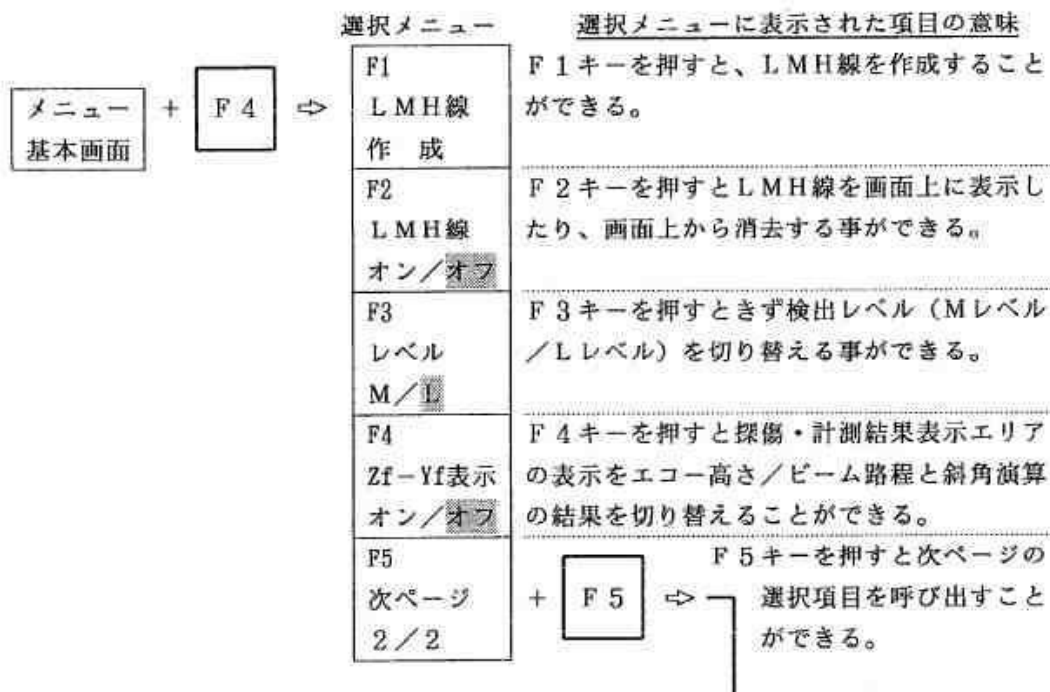 選択メニュー　選択メニューに表示された項目の意味
メニュー
基本画面
+
F 4
⇨
F1
LMH線
作　成
F 1キーを押すと、LMH線を作成すること
ができる。
F2
LMH線
オン／オフ
F 2キーを押すとLMH線を画面上に表示し
たり、画面上から消去する事ができる。
F3
レベル
M／L
F 3キーを押すときず検出レベル（Mレベル
／Lレベル）を切り替える事ができる。
F4
Zf－Yf表示
オン／オフ
F 4キーを押すと探傷・計測結果表示エリア
の表示をエコー高さ／ビーム路程と斜角演算
の結果を切り替えることができる。
F5
次ページ
2／2
+
F 5
⇨
F 5キーを押すと次ページの
選択項目を呼び出すこと
ができる。